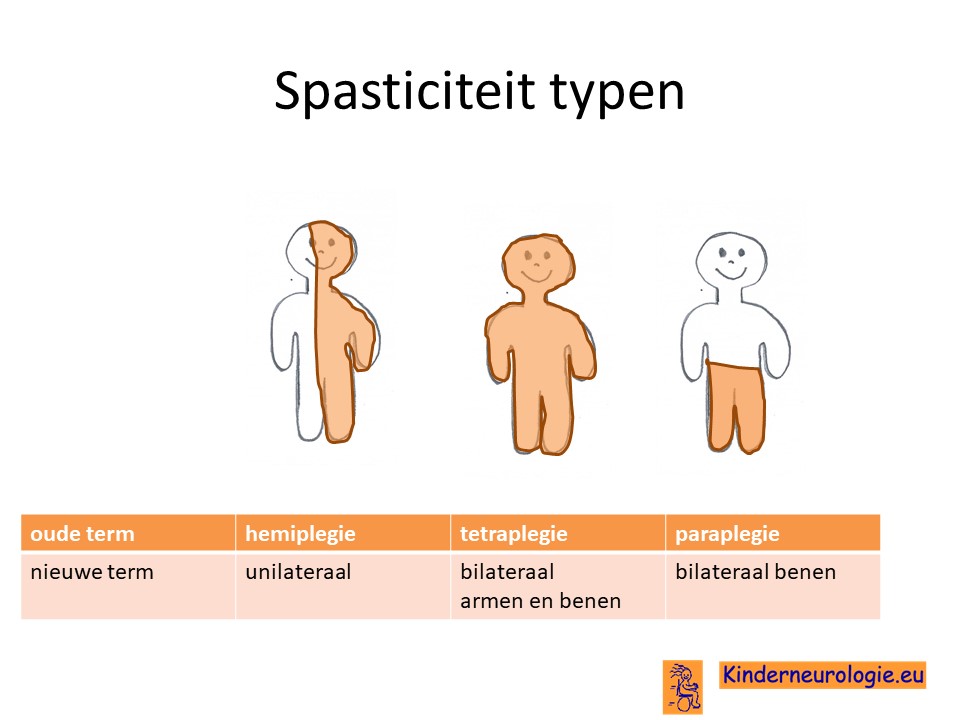 Spasticiteit typen
oude term hemiplegie tetraplegie paraplegie
nieuwe term unilateraal bilateraal bilateraal benen
armen en benen
Kinderneurologie.eu